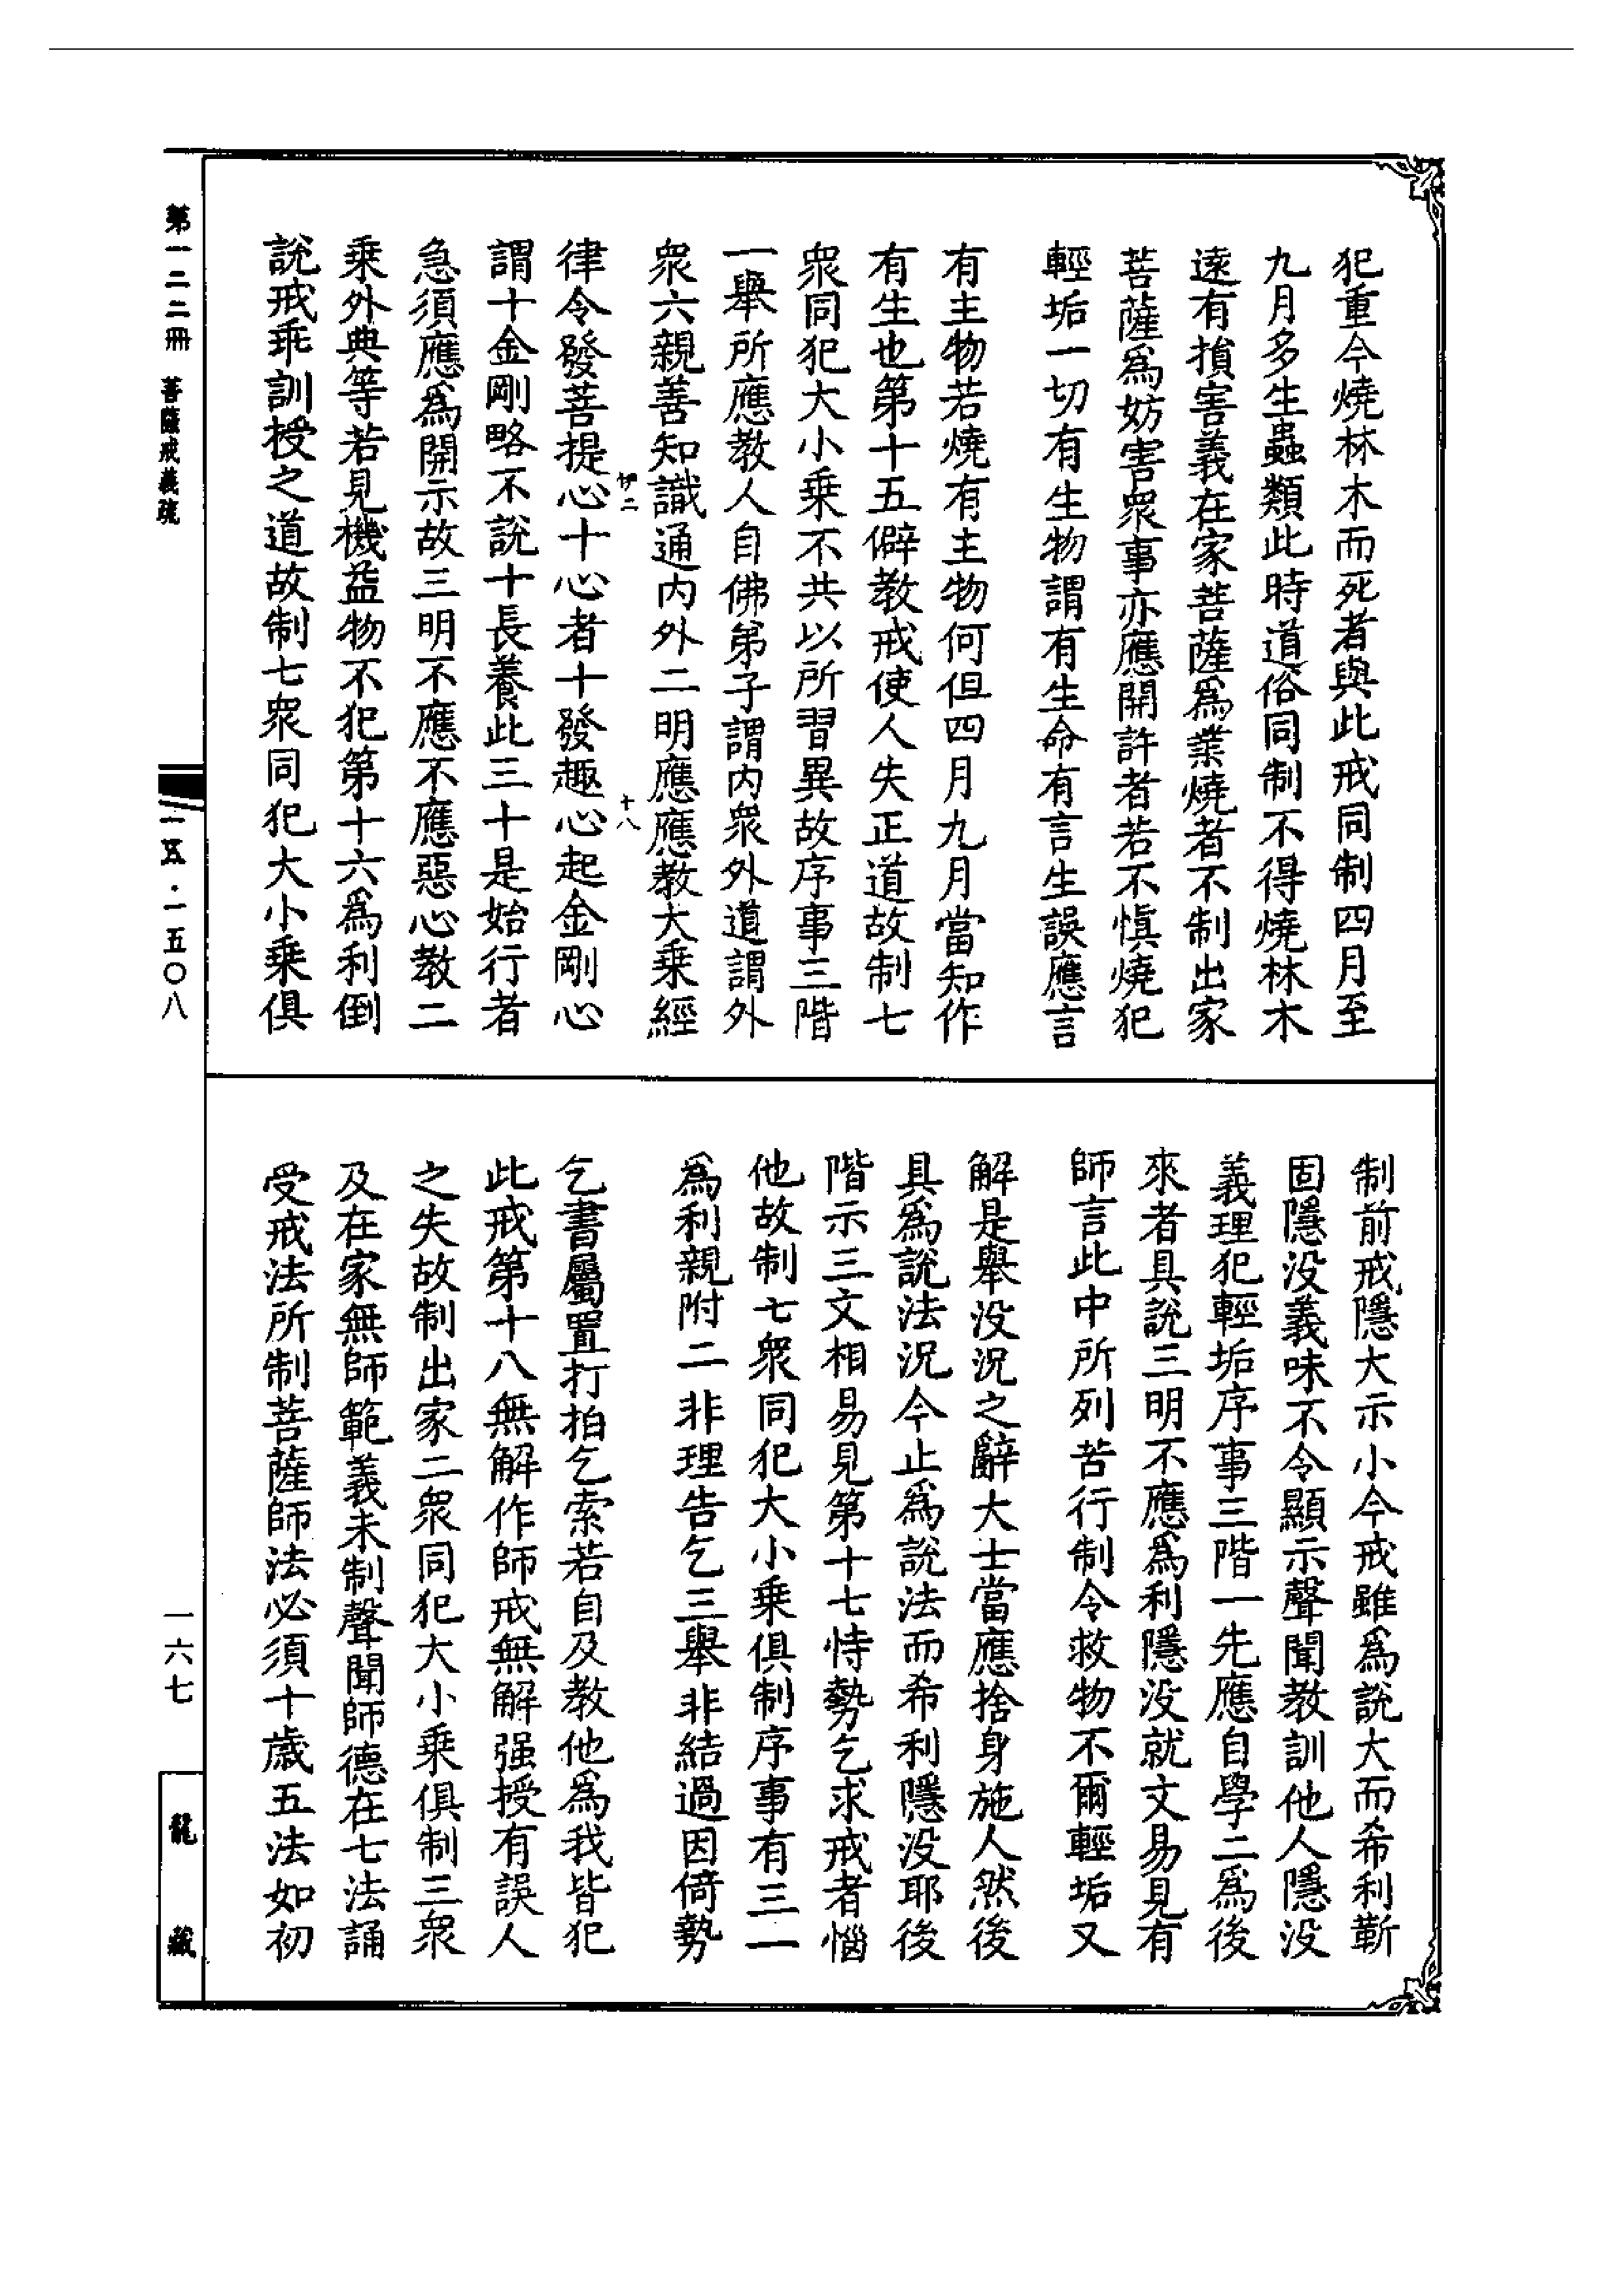 犯重今燒林木而死者與此戒同制四月至
九月多生蟲類此時道俗同制不得燒林木
遠有損害義在家菩薩爲業燒者不制出家
菩薩爲妨害衆事亦應開許者若不慎燒犯
輕垢一切有生物謂有生命有言生誤應言
有主物若燒有主物何但四月九月當知作
有生也第十五僻教戒使人失正道故制七
衆同犯大小乗不共以所習異故序事三階
一舉所應教人自佛弟子謂内衆外道謂外
衆六親善知識通内外二明應應教大乗經
十八
律令發菩提心十心者十發趣心起金剛心
謂十金剛略不説十長養此三十是始行者
急須應爲開示故三明不應不應惡心教二
乗外典等若見機益物不犯第十六爲利倒
説戒乖訓授之道故制七衆同犯大小乗俱
制前戒隱大示小今戒雖爲説大而希利靳
固隱没義味不令顯示聲聞教訓他人隱没
義理犯輕垢序事三階一先應自學二爲後
來者具説三明不應爲利隱没就文易見有
師言此中所列苦行制令救物不爾輕垢又
解是舉没況之辭大士當應捨身施人然後
具爲説法況今止爲説法而希利隱没耶後
階示三文相易見第十七恃勢乞求戒者惱
他故制七衆同犯大小乗俱制序事有三一
爲利親附二非理告乞三舉非結過因倚勢
乞書屬置打拍乞索若自及教他爲我皆犯
此戒第十八無解作師戒無解强授有誤人
之失故制出家二衆同犯大小乗俱制三衆
及在家無師範義未制聲聞師德在七法誦
受戒法所制菩薩師法必須十歲五法如初
第一二二冊 菩薩戒義疏
一五·一五〇八
一六七
龍藏